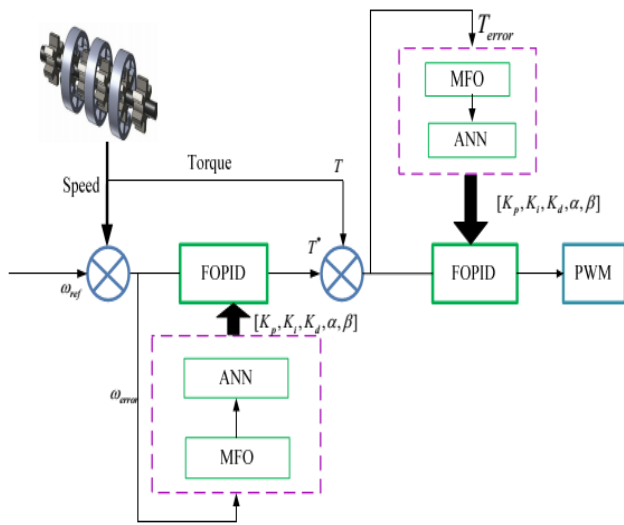 T_error
MFO
ANN
Torque
T
Speed
[K_p, K_i, K_d, α, β]
T*
FOPID
FOPID
PWM
ω_ref
[K_p, K_i, K_d, α, β]
ANN
ω_error
MFO